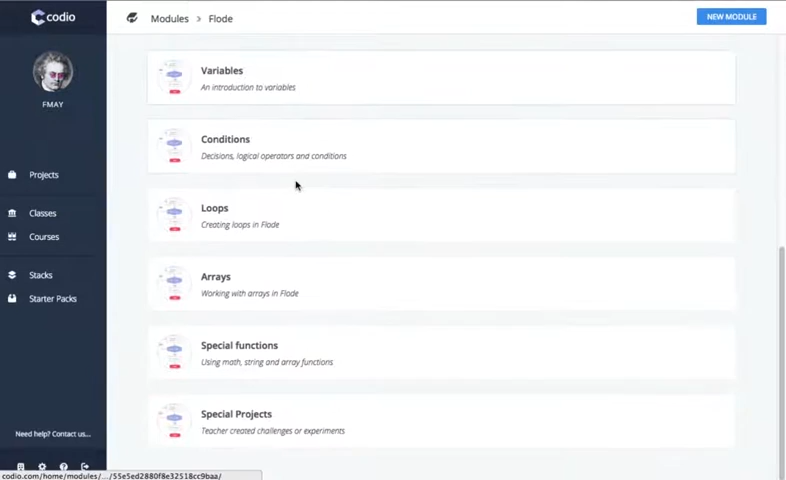 codio
Modules > Flode
NEW MODULE
FMAY
Projects
Classes
Courses
Stacks
Starter Packs
Need help? Contact us...
Variables
An introduction to variables
Conditions
Decisions, logical operators and conditions
Loops
Creating loops in Flode
Arrays
Working with arrays in Flode
Special functions
Using math, string and array functions
Special Projects
Teacher created challenges or experiments
codio.com/home/modules/.../55e5ed2880f8e32518cc9baa/